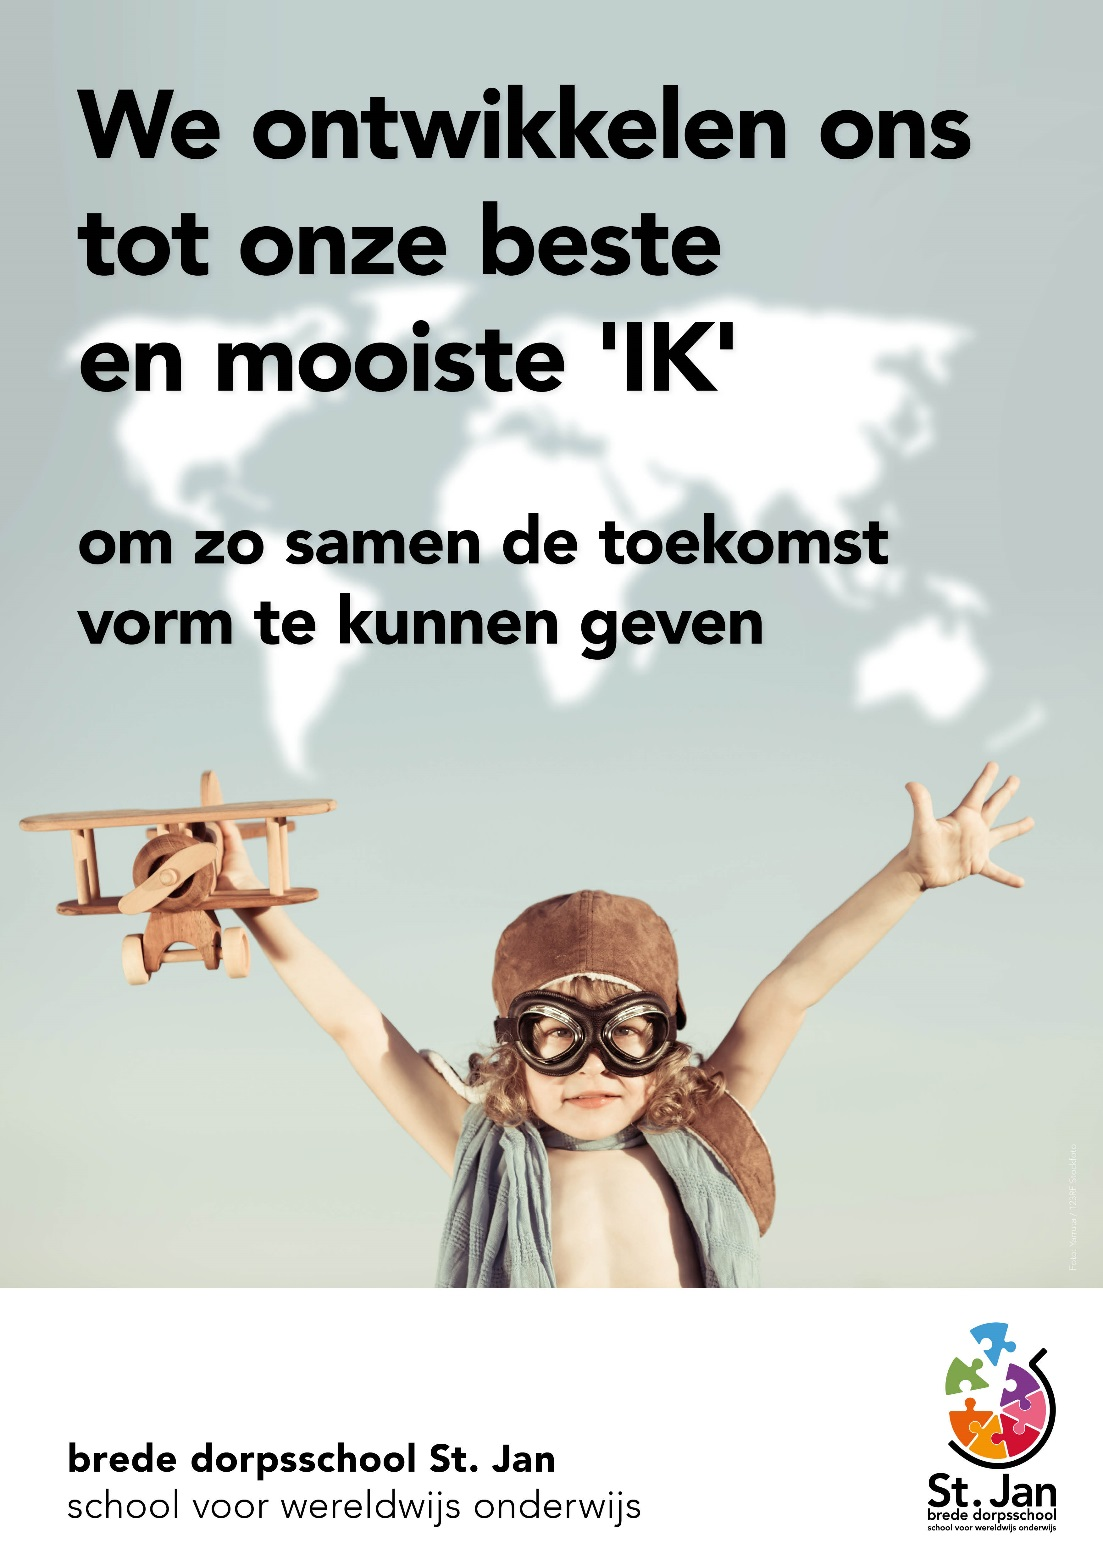 We ontwikkelen ons
tot onze beste
en mooiste 'IK'
om zo samen de toekomst
vorm te kunnen geven
brede dorpsschool St. Jan
school voor wereldwijs onderwijs
St. Jan
brede dorpsschool
school voor wereldwijs onderwijs